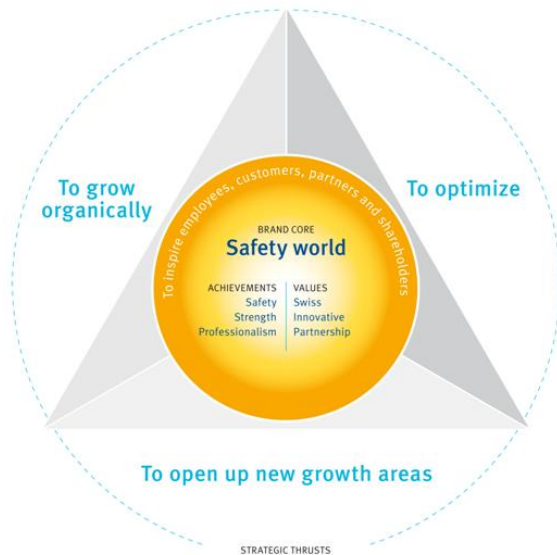 To grow
organically
To optimize
To inspire employees, customers, partners and shareholders
BRAND CORE
Safety world
ACHIEVEMENTS
Safety
Strength
Professionalism
VALUES
Swiss
Innovative
Partnership
To open up new growth areas
STRATEGIC THRUSTS